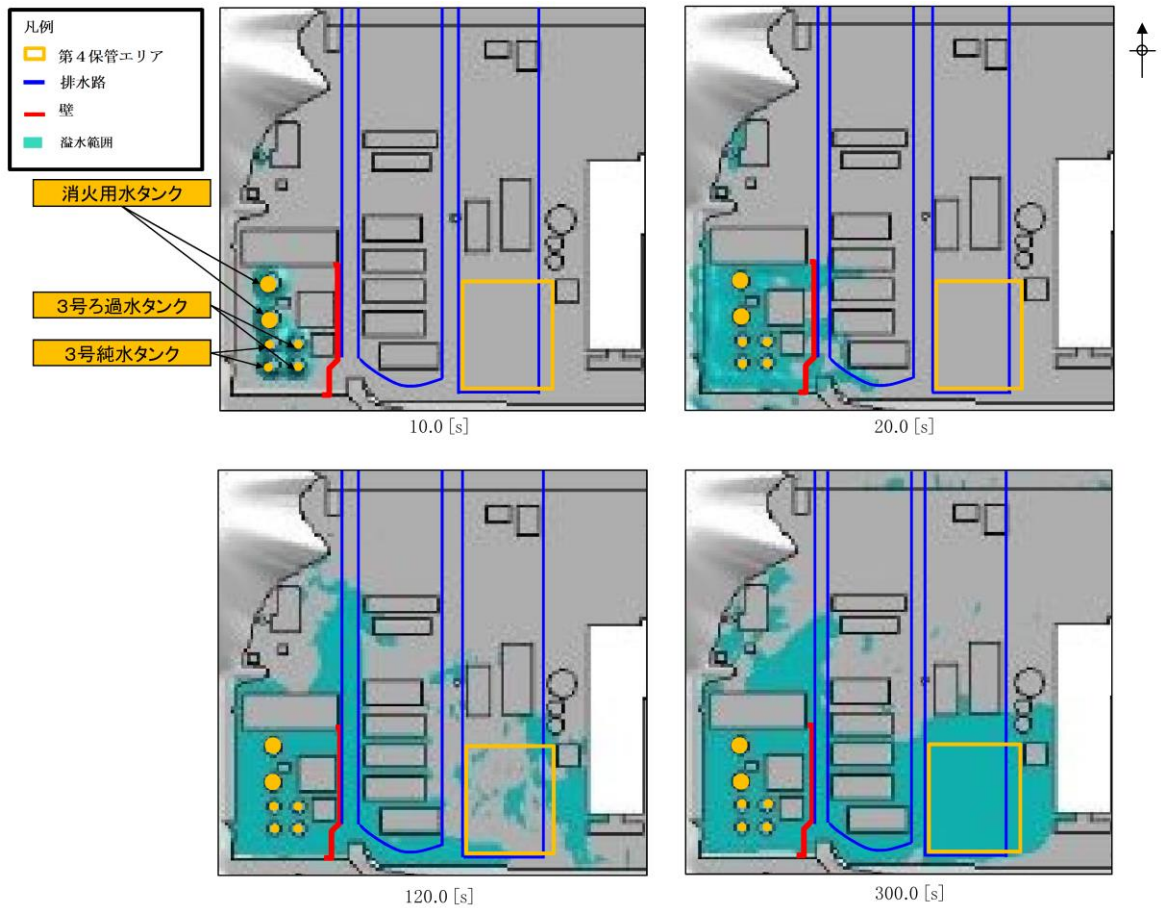 凡例
第4保管エリア
排水路
壁
溢水範囲
消火用水タンク
3号ろ過水タンク
3号純水タンク
10.0 [s]
20.0 [s]
120.0 [s]
300.0 [s]